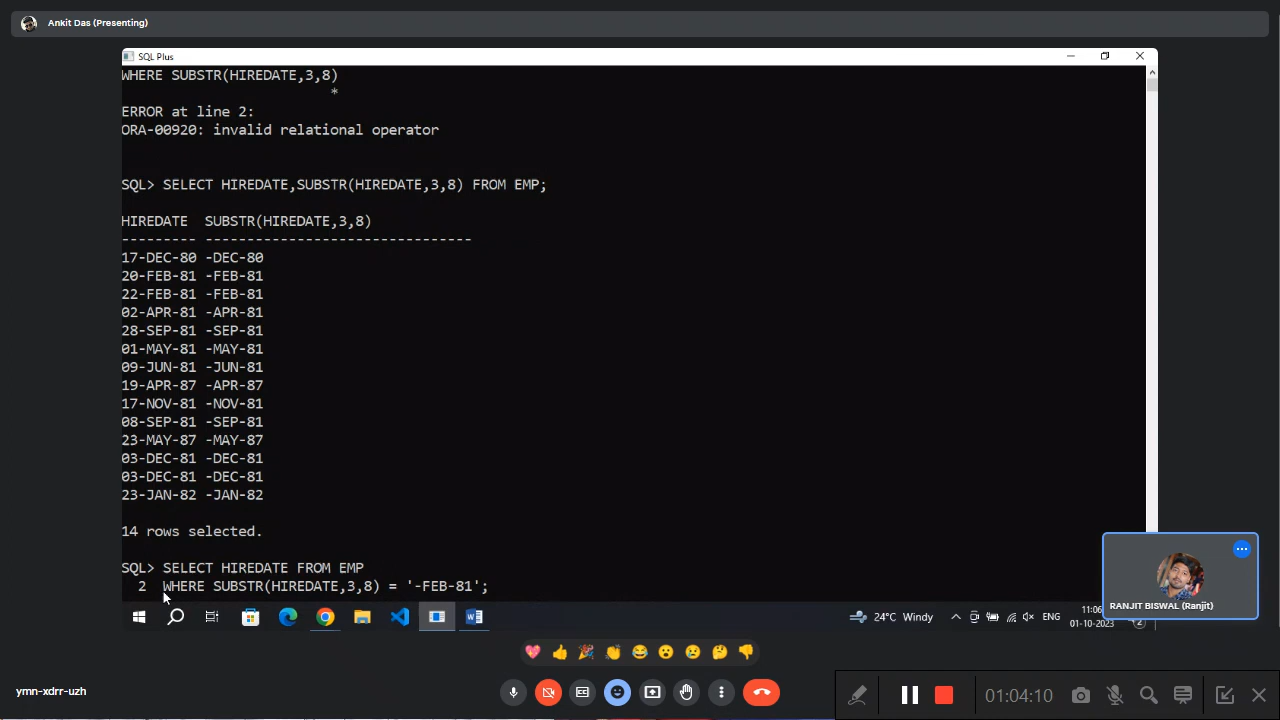 Ankit Das (Presenting)
SQL Plus
WHERE SUBSTR(HIREDATE,3,8)
*
ERROR at line 2:
ORA-00920: invalid relational operator
SQL> SELECT HIREDATE,SUBSTR(HIREDATE,3,8) FROM EMP;
HIREDATE  SUBSTR(HIREDATE,3,8)
--------- --------------------------------
17-DEC-80 -DEC-80
20-FEB-81 -FEB-81
22-FEB-81 -FEB-81
02-APR-81 -APR-81
28-SEP-81 -SEP-81
01-MAY-81 -MAY-81
09-JUN-81 -JUN-81
19-APR-87 -APR-87
17-NOV-81 -NOV-81
08-SEP-81 -SEP-81
23-MAY-87 -MAY-87
03-DEC-81 -DEC-81
03-DEC-81 -DEC-81
23-JAN-82 -JAN-82
14 rows selected.
SQL> SELECT HIREDATE FROM EMP
2  WHERE SUBSTR(HIREDATE,3,8) = '-FEB-81';
RANJIT BISWAL (Ranjit)
24°C Windy
ENG
11:06
01-10-2023
2
ymn-xdrr-uzh
01:04:10